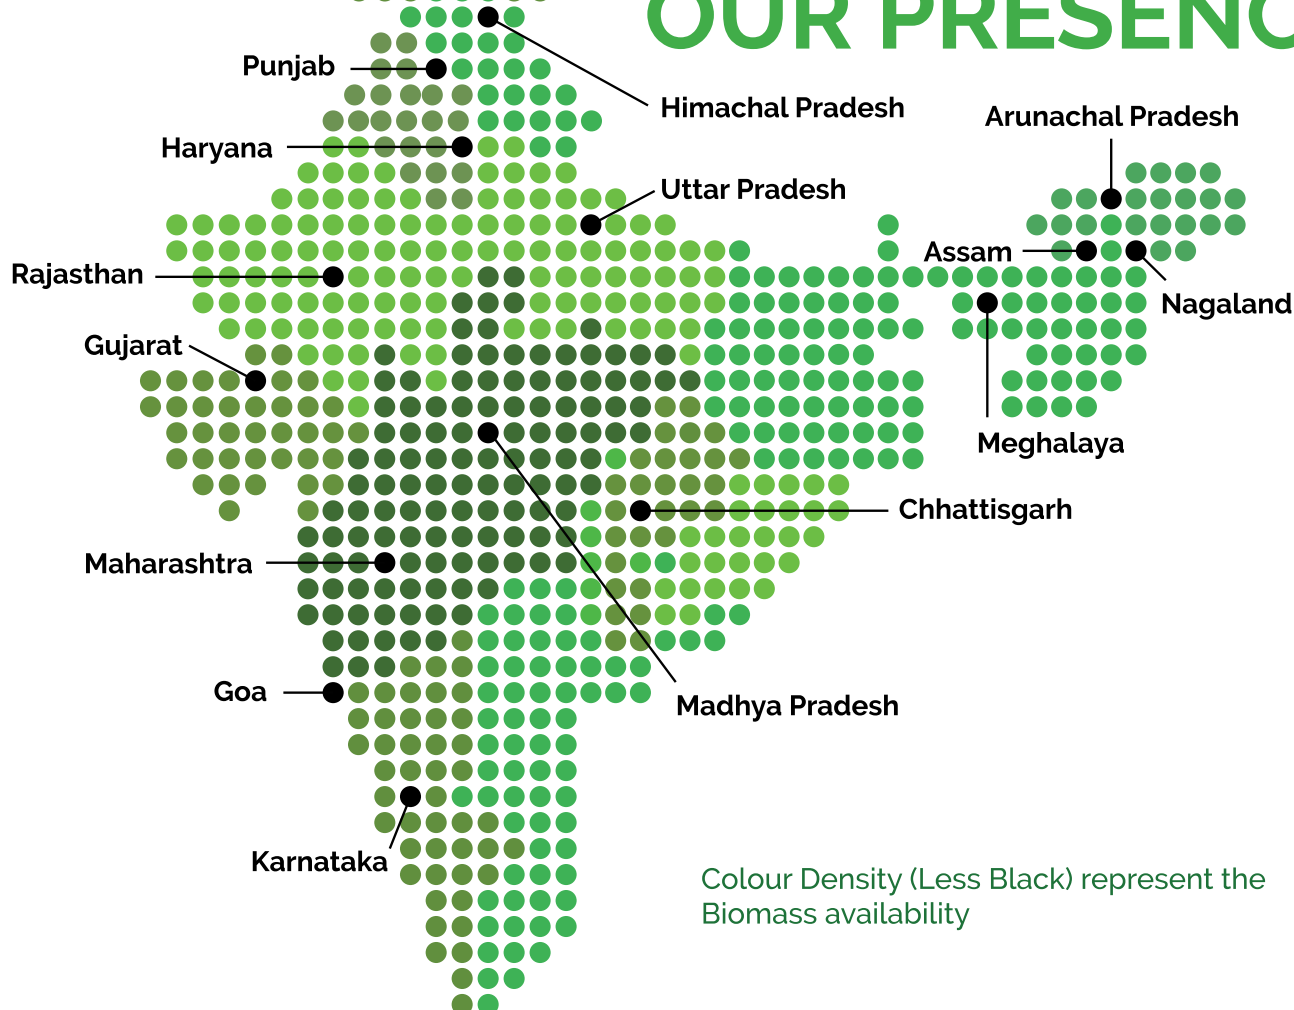 OUR PRESENC
Punjab
Himachal Pradesh
Arunachal Pradesh
Haryana
Uttar Pradesh
Assam
Rajasthan
Nagaland
Gujarat
Meghalaya
Chhattisgarh
Maharashtra
Goa
Madhya Pradesh
Karnataka
Colour Density (Less Black) represent the
Biomass availability